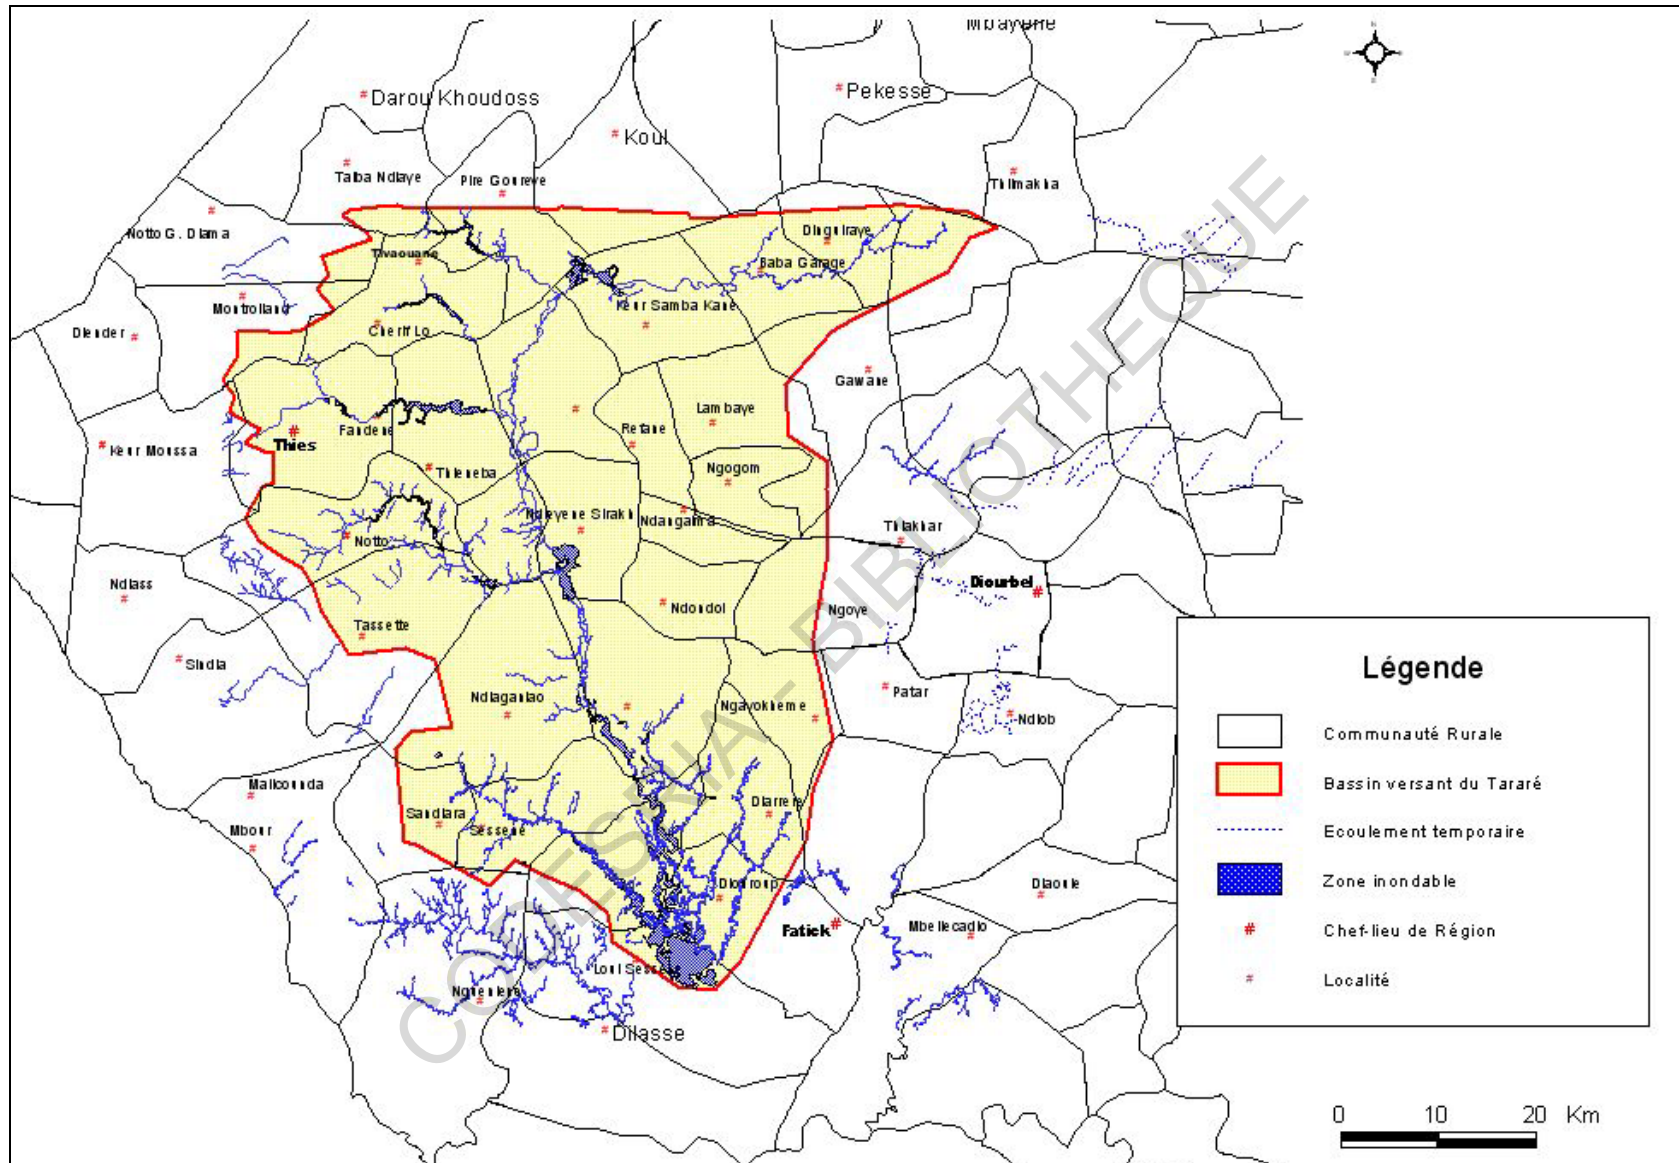 Mbayene
Darou Khoudoss
Pekesse
Koul
Taiba Ndiaye
Pire Goureye
Thilmakha
Notto G. Diama
Dinguiraye
Tivaouane
Baba Garage
Montrolland
Keur Samba Kane
Diender
Cherif Lo
Gawane
Lambaye
Fandene
Refane
Thies
Keur Moussa
Thieneba
Ngogom
Ndieyene Sirakh
Ndangalma
Thiakhar
Notto
Ndiass
Diourbel
Ndondol
Ngoye
Tassette
Sindia
Ndiaganiao
Ngayokheme
Patar
Ndiob
Malicounda
Sandiara
Diarrere
Mbour
Sessene
Diouroup
Diaoule
Fatick
Mbellecadio
Loul Sessene
Ngueniene
Dilasse
Légende
Communauté Rurale
Bassin versant du Tararé
Ecoulement temporaire
Zone inondable
# Chef-lieu de Région
# Localité
0 10 20 Km
CODESRIA - BIBLIOTHEQUE